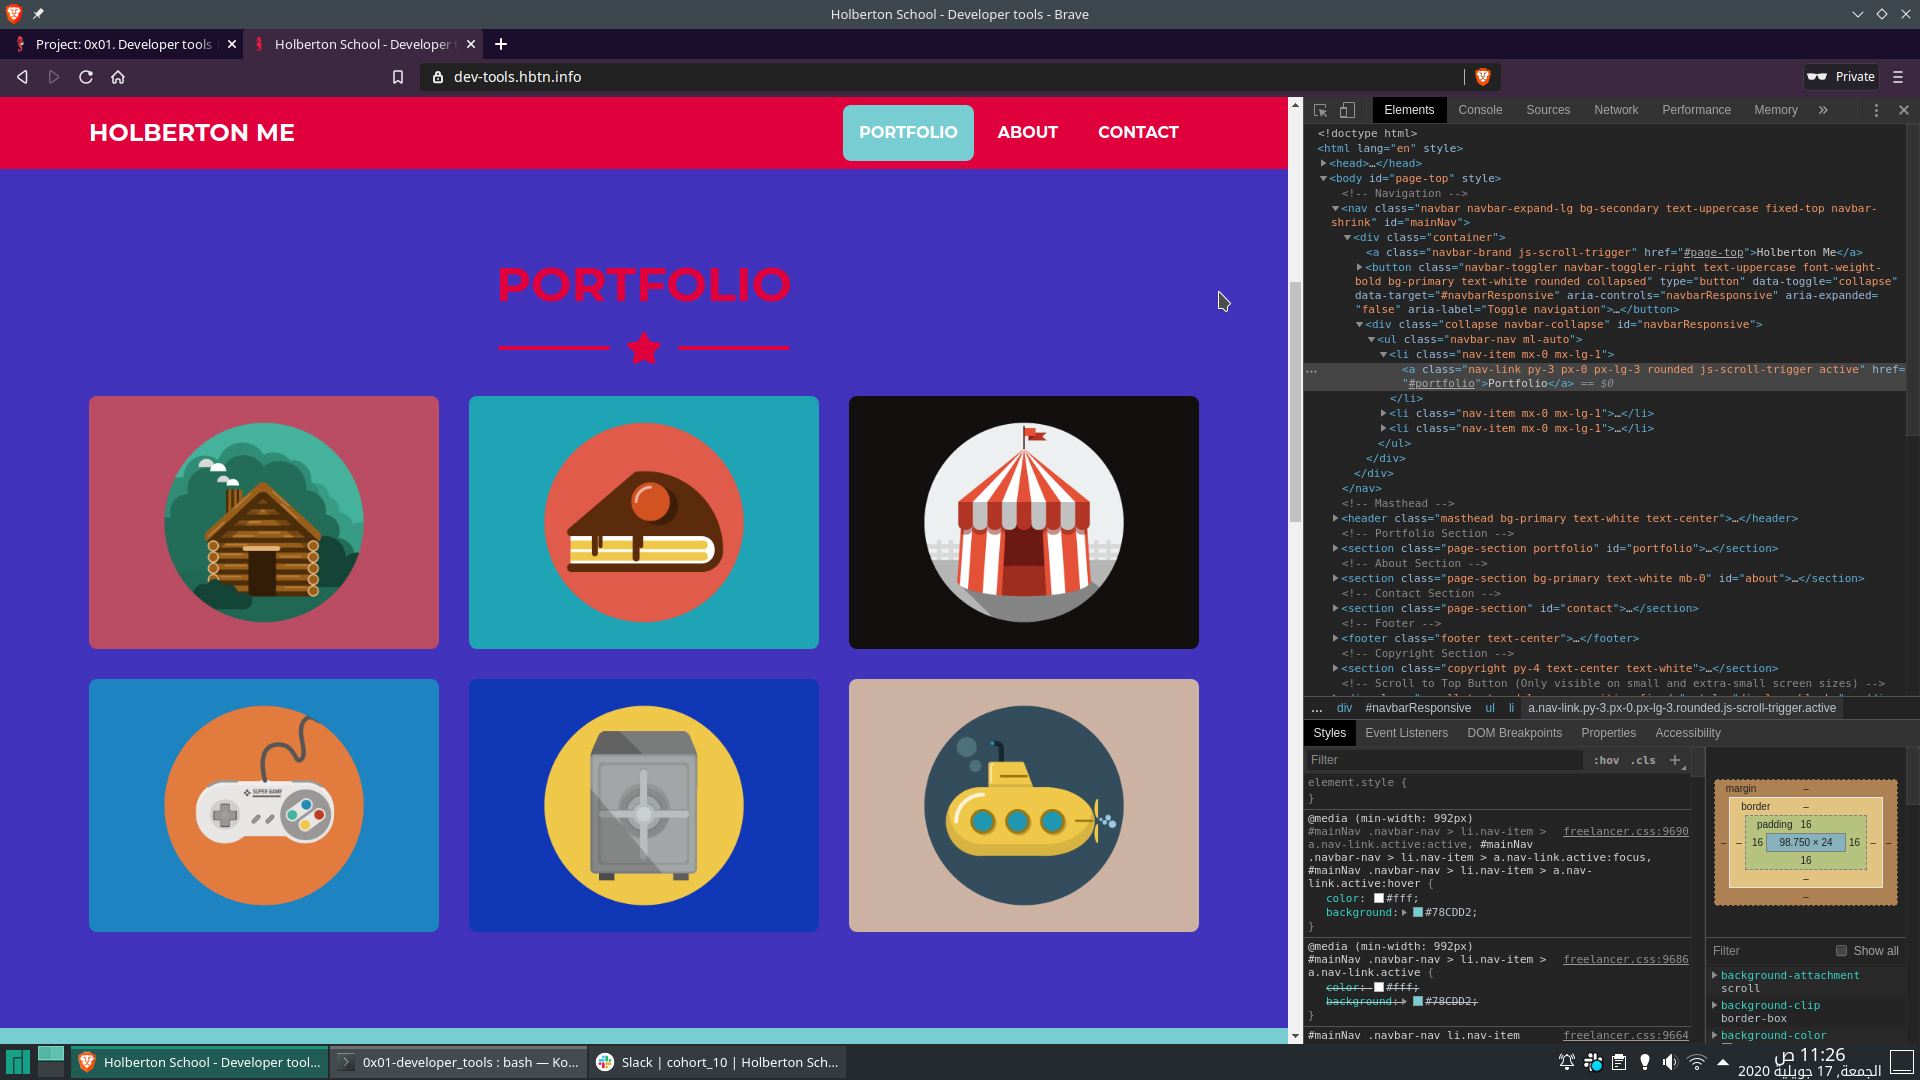 Holberton School - Developer tools - Brave
Project: 0x01. Developer tools
Holberton School - Developer t
dev-tools.hbtn.info
Private
HOLBERTON ME
PORTFOLIO
ABOUT
CONTACT
PORTFOLIO
SUPER GAME
Elements
Console
Sources
Network
Performance
Memory
<!doctype html>
<html lang="en" style>
<head>…</head>
<body id="page-top" style>
<!-- Navigation -->
<nav class="navbar navbar-expand-lg bg-secondary text-uppercase fixed-top navbar-
shrink" id="mainNav">
<div class="container">
<a class="navbar-brand js-scroll-trigger" href="#page-top">Holberton Me</a>
<button class="navbar-toggler navbar-toggler-right text-uppercase font-weight-
bold bg-primary text-white rounded collapsed" type="button" data-toggle="collapse"
data-target="#navbarResponsive" aria-controls="navbarResponsive" aria-expanded=
"false" aria-label="Toggle navigation">…</button>
<div class="collapse navbar-collapse" id="navbarResponsive">
<ul class="navbar-nav ml-auto">
<li class="nav-item mx-0 mx-lg-1">
<a class="nav-link py-3 px-0 px-lg-3 rounded js-scroll-trigger active" href=
"#portfolio">Portfolio</a> == $0
</li>
<li class="nav-item mx-0 mx-lg-1">…</li>
<li class="nav-item mx-0 mx-lg-1">…</li>
</ul>
</div>
</div>
</nav>
<!-- Masthead -->
<header class="masthead bg-primary text-white text-center">…</header>
<!-- Portfolio Section -->
<section class="page-section portfolio" id="portfolio">…</section>
<!-- About Section -->
<section class="page-section bg-primary text-white mb-0" id="about">…</section>
<!-- Contact Section -->
<section class="page-section" id="contact">…</section>
<!-- Footer -->
<footer class="footer text-center">…</footer>
<!-- Copyright Section -->
<section class="copyright py-4 text-center text-white">…</section>
<!-- Scroll to Top Button (Only visible on small and extra-small screen sizes) -->
… div #navbarResponsive ul li a.nav-link.py-3.px-0.px-lg-3.rounded.js-scroll-trigger.active
Styles
Event Listeners
DOM Breakpoints
Properties
Accessibility
Filter
:hov .cls
element.style {
}
@media (min-width: 992px)
#mainNav .navbar-nav > li.nav-item > freelancer.css:9690
a.nav-link.active:active, #mainNav
.navbar-nav > li.nav-item > a.nav-link.active:focus,
#mainNav .navbar-nav > li.nav-item > a.nav-
link.active:hover {
color: #fff;
background: #78CDD2;
}
@media (min-width: 992px)
#mainNav .navbar-nav > li.nav-item > freelancer.css:9686
a.nav-link.active {
color: #fff;
background: #78CDD2;
}
#mainNav .navbar-nav li.nav-item freelancer.css:9664
margin –
border –
padding 16
– – 16 98.750 × 24 16 – –
16
–
–
Filter
Show all
background-attachment
scroll
background-clip
border-box
background-color
Holberton School - Developer tool...
0x01-developer_tools : bash — Ko...
Slack | cohort_10 | Holberton Sch...
11:26 ص
الجمعة, 17 جويلية 2020